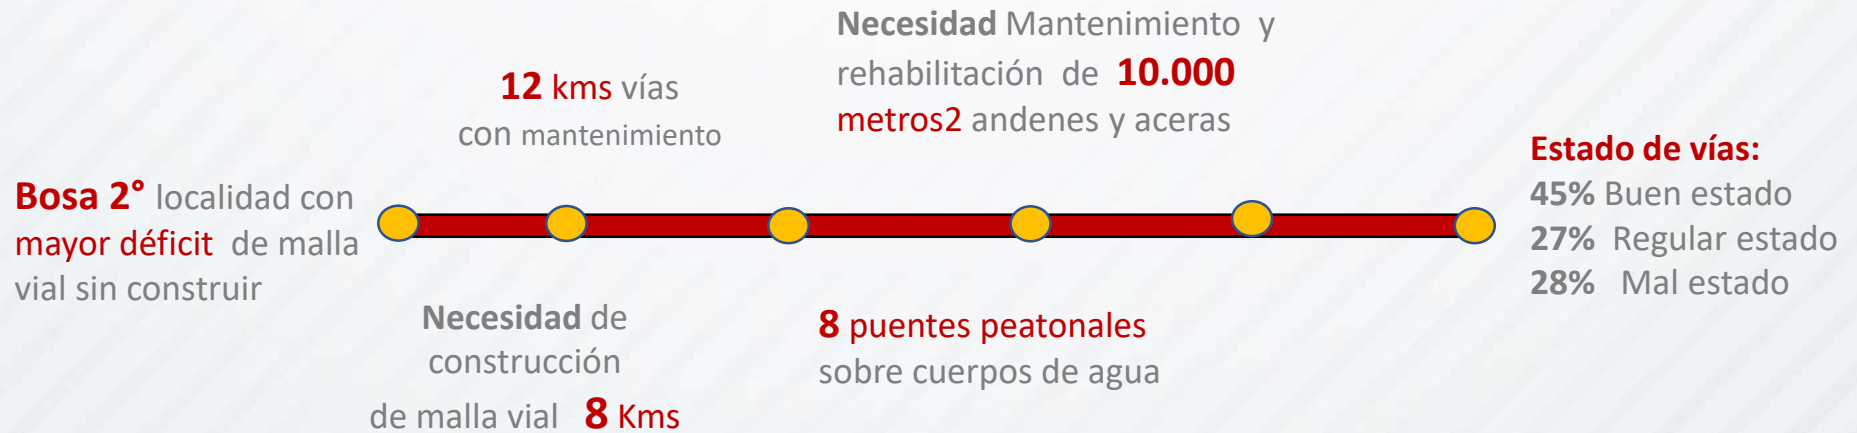 Bosa 2° localidad con
mayor déficit de malla
vial sin construir
12 kms vías
con mantenimiento
Necesidad de
construcción
de malla vial 8 Kms
Necesidad Mantenimiento y
rehabilitación de 10.000
metros2 andenes y aceras
8 puentes peatonales
sobre cuerpos de agua
Estado de vías:
45% Buen estado
27% Regular estado
28% Mal estado